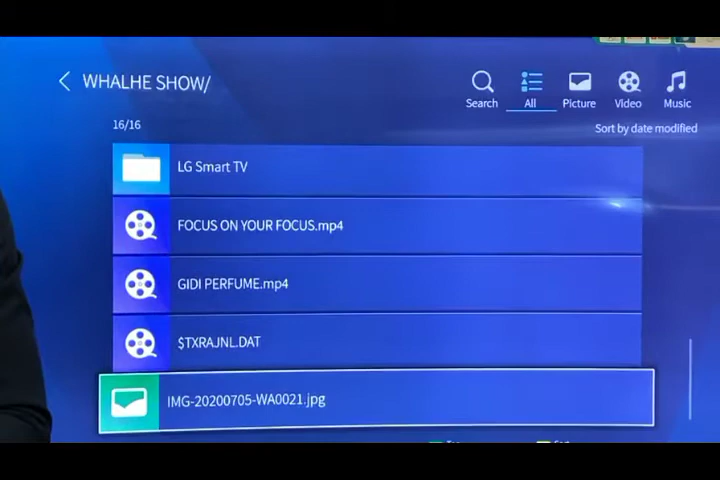 WHALHE SHOW/
Search
All
Picture
Video
Music
16/16
Sort by date modified
LG Smart TV
FOCUS ON YOUR FOCUS.mp4
GIDI PERFUME.mp4
$TXRAJNL.DAT
IMG-20200705-WA0021.jpg